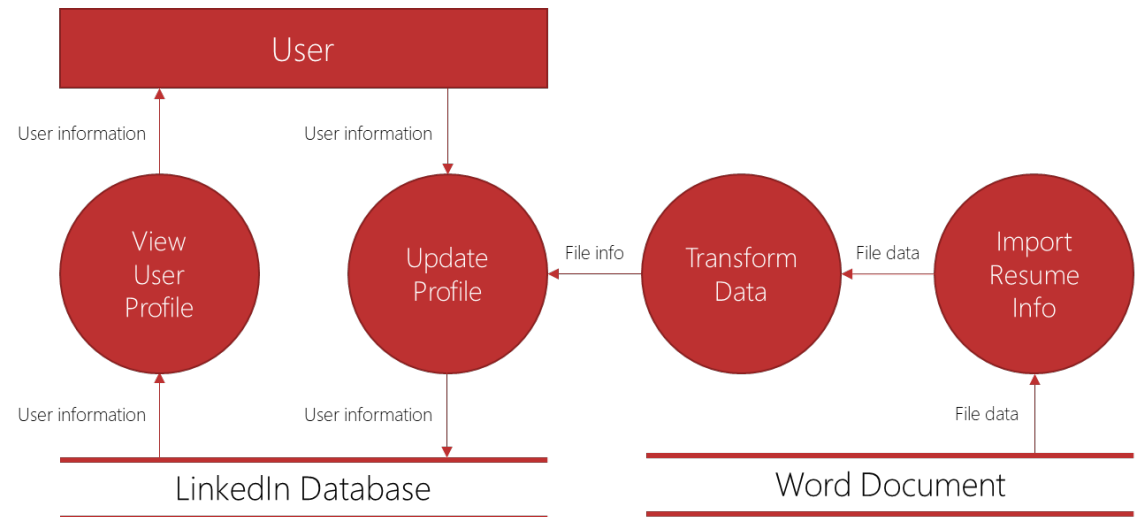 User
User information
User information
View
User
Profile
Update
Profile
File info
Transform
Data
File data
Import
Resume
Info
User information
User information
File data
LinkedIn Database
Word Document